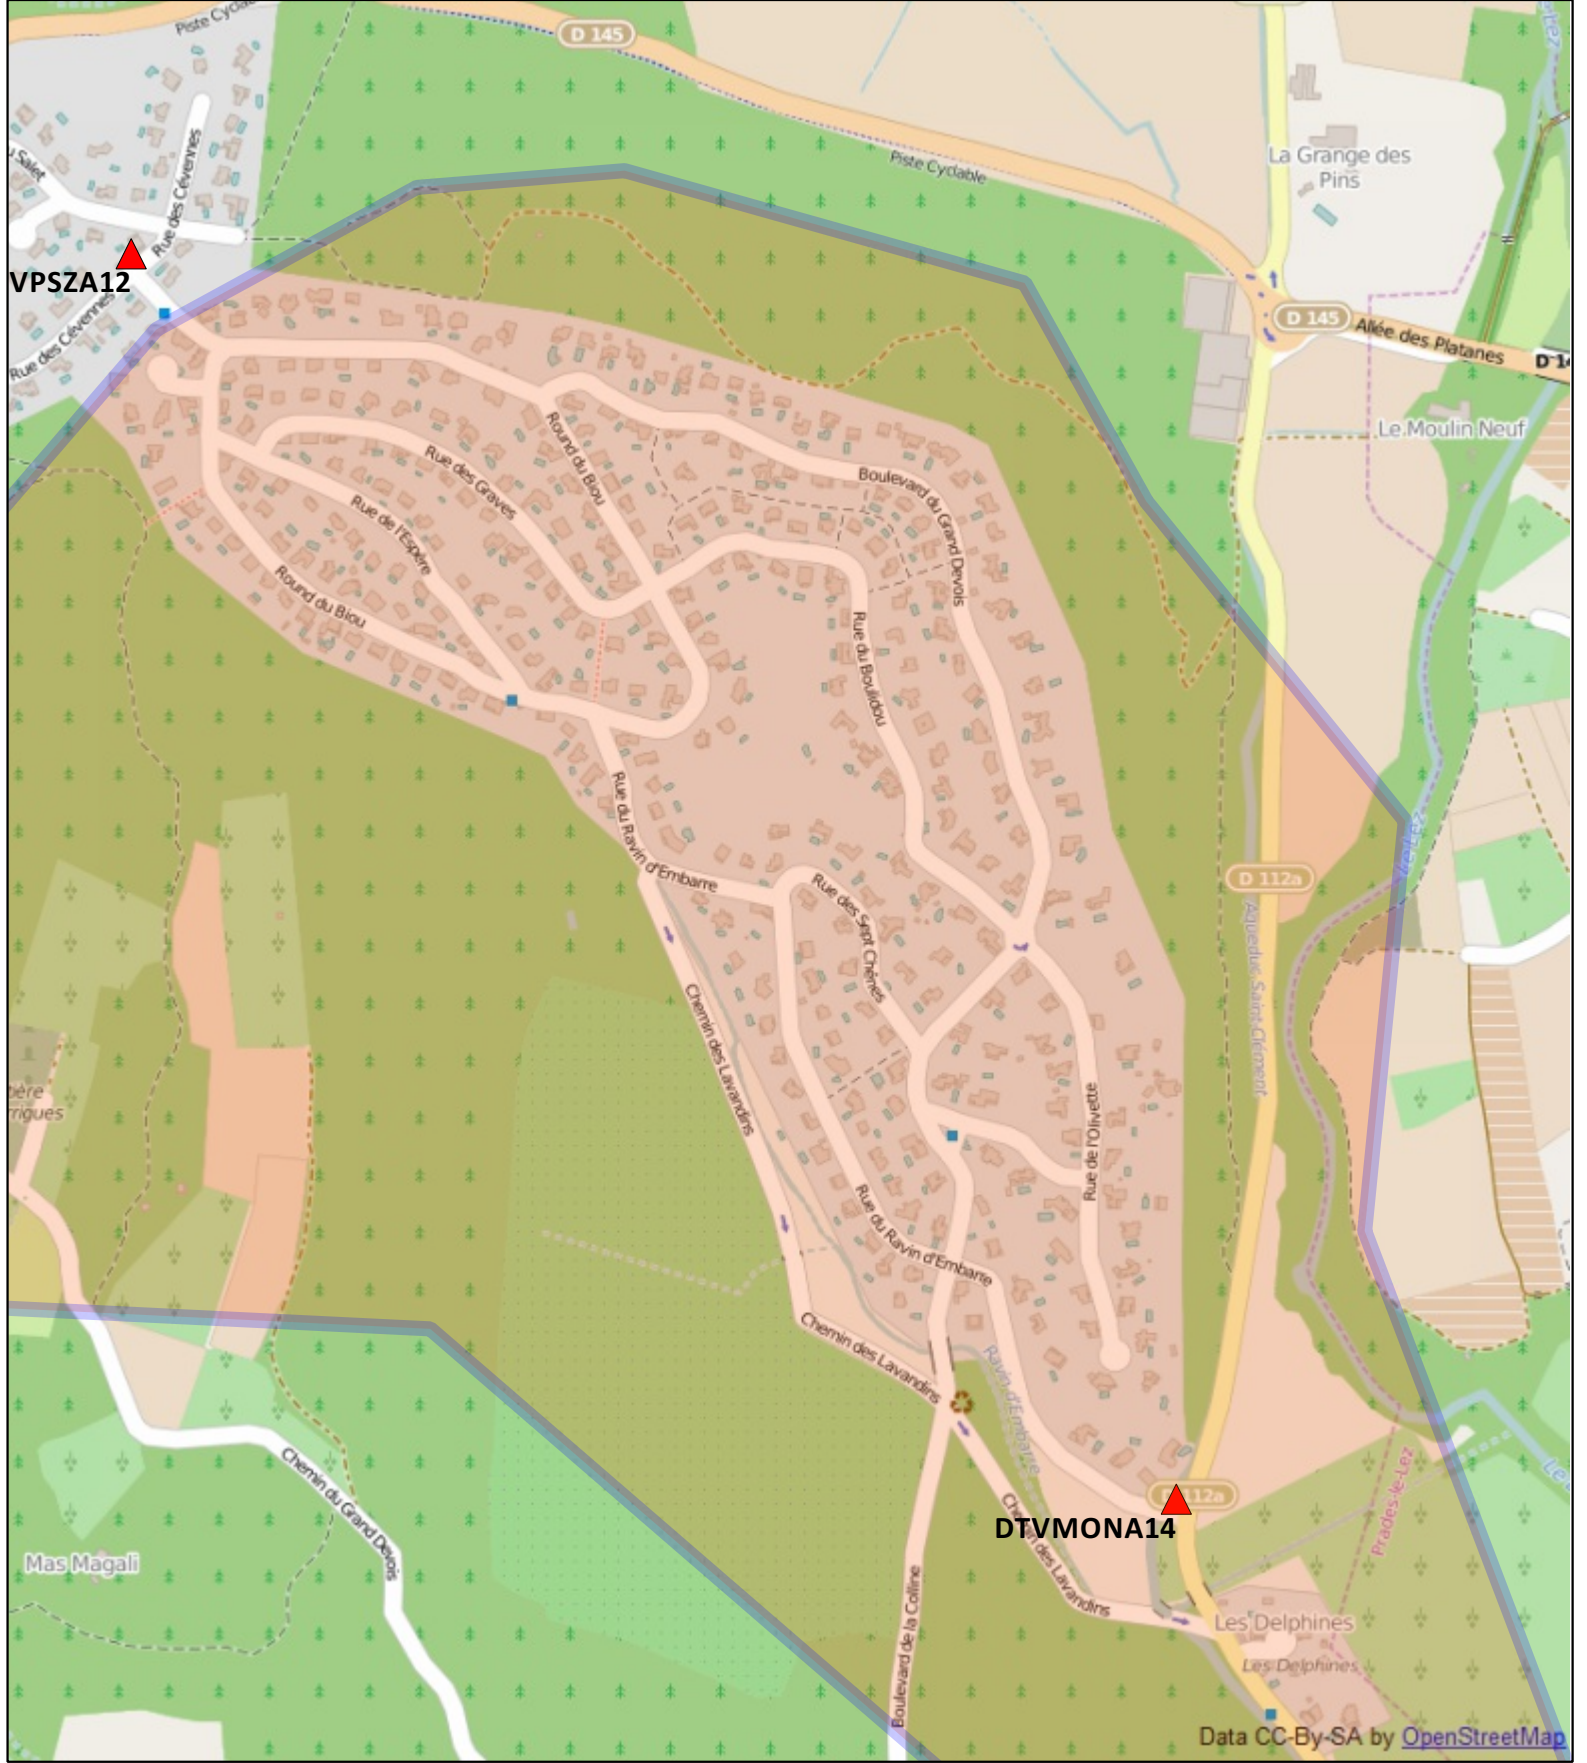 Piste Cyclable
D 145
Le Lez
La Grange des
Pins
Piste Cyclable
Rue des Cévennes
VPSZA12
Rue des Cévennes
D 145
Allée des Platanes
Le Moulin Neuf
Round du Biou
Rue des Graves
Boulevard du Grand Devois
Rue de l'Espère
Round du Biou
Rue du Boulidou
Rue du Ravin d'Embarre
Rue des Sept Chênes
D 112a
le Lez
Aqueduc Saint-Clément
Chemin des Lavandins
Rue de l'Olivette
Rue du Ravin d'Embarre
Chemin des Lavandins
Ravin d'Embarre
Chemin du Grand Devois
Mas Magali
DTVMONA14
Chemin des Lavandins
Prades-le-Lez
Boulevard de la Colline
Les Delphines
Les Delphines
Data CC-By-SA by OpenStreetMap